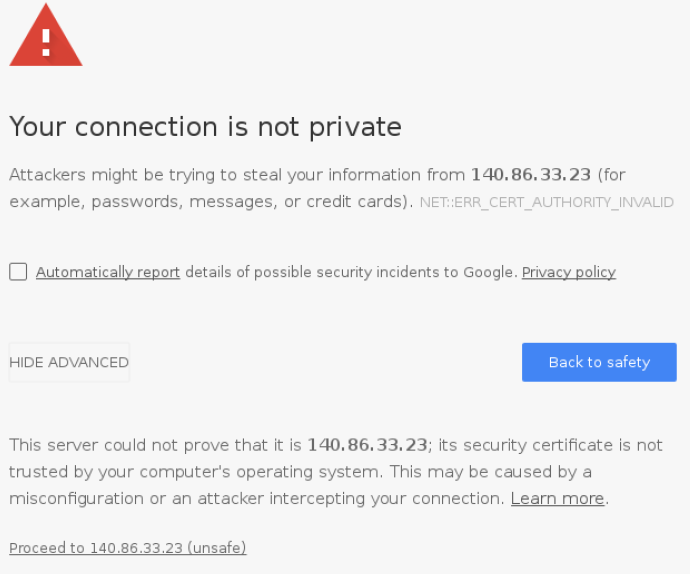 Your connection is not private
Attackers might be trying to steal your information from 140.86.33.23 (for
example, passwords, messages, or credit cards). NET::ERR_CERT_AUTHORITY_INVALID
Automatically report details of possible security incidents to Google. Privacy policy
HIDE ADVANCED
Back to safety
This server could not prove that it is 140.86.33.23; its security certificate is not
trusted by your computer's operating system. This may be caused by a
misconfiguration or an attacker intercepting your connection. Learn more.
Proceed to 140.86.33.23 (unsafe)